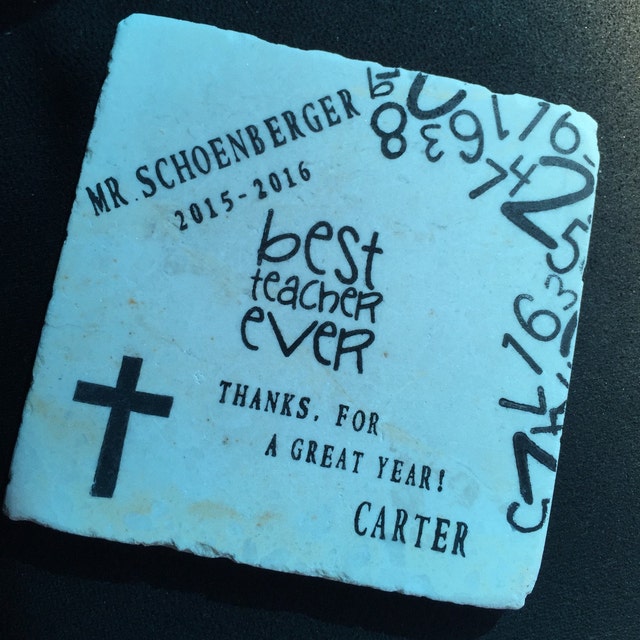 MR. SCHOENBERGER
2015-2016
best
teacher
ever
THANKS, FOR
A GREAT YEAR!
CARTER